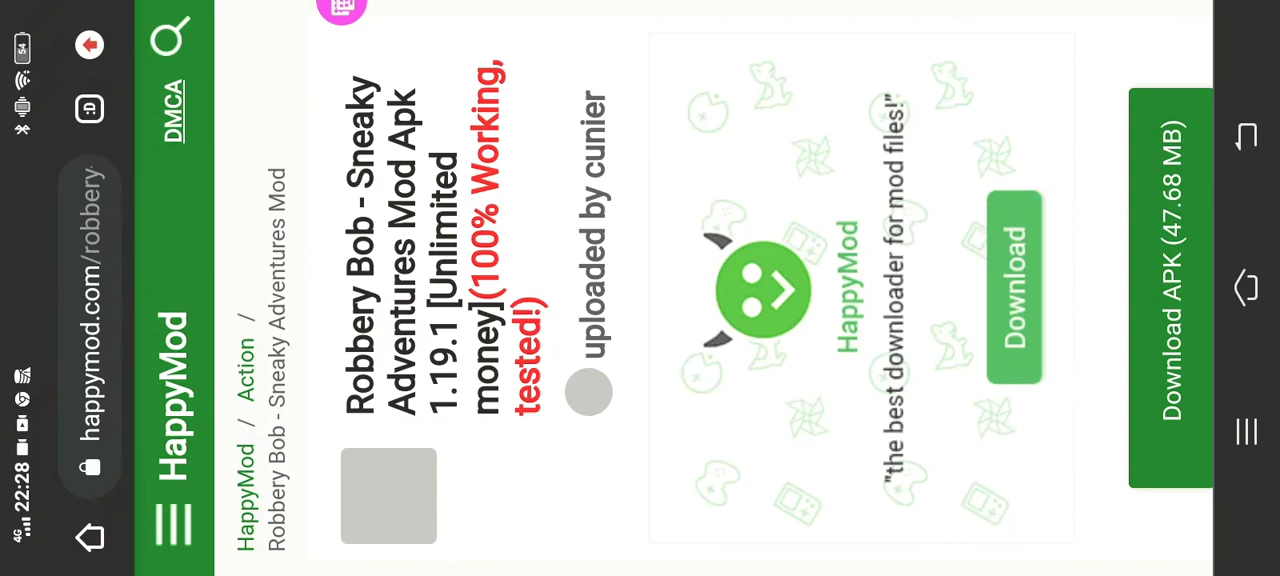 4G 22:28 54
happymod.com/robbery
:D
HappyMod DMCA
HappyMod / Action /
Robbery Bob - Sneaky Adventures Mod
Robbery Bob - Sneaky
Adventures Mod Apk
1.19.1 [Unlimited
money](100% Working,
tested!)
uploaded by cunier
HappyMod
"the best downloader for mod files!"
Download
Download APK (47.68 MB)